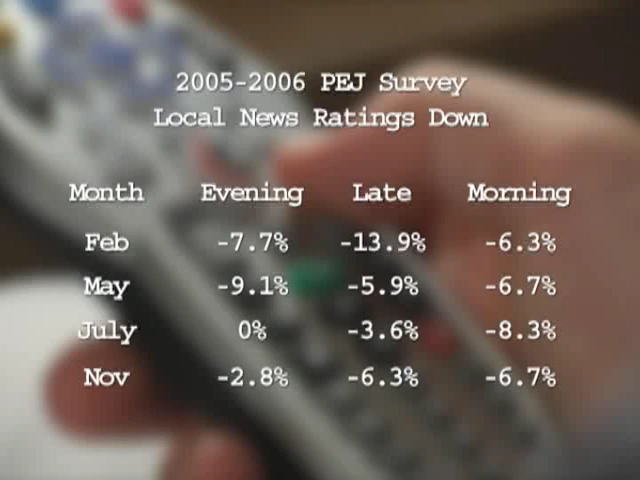 2005-2006 PEJ Survey
Local News Ratings Down
Month Evening Late Morning
Feb -7.7% -13.9% -6.3%
May -9.1% -5.9% -6.7%
July 0% -3.6% -8.3%
Nov -2.8% -6.3% -6.7%